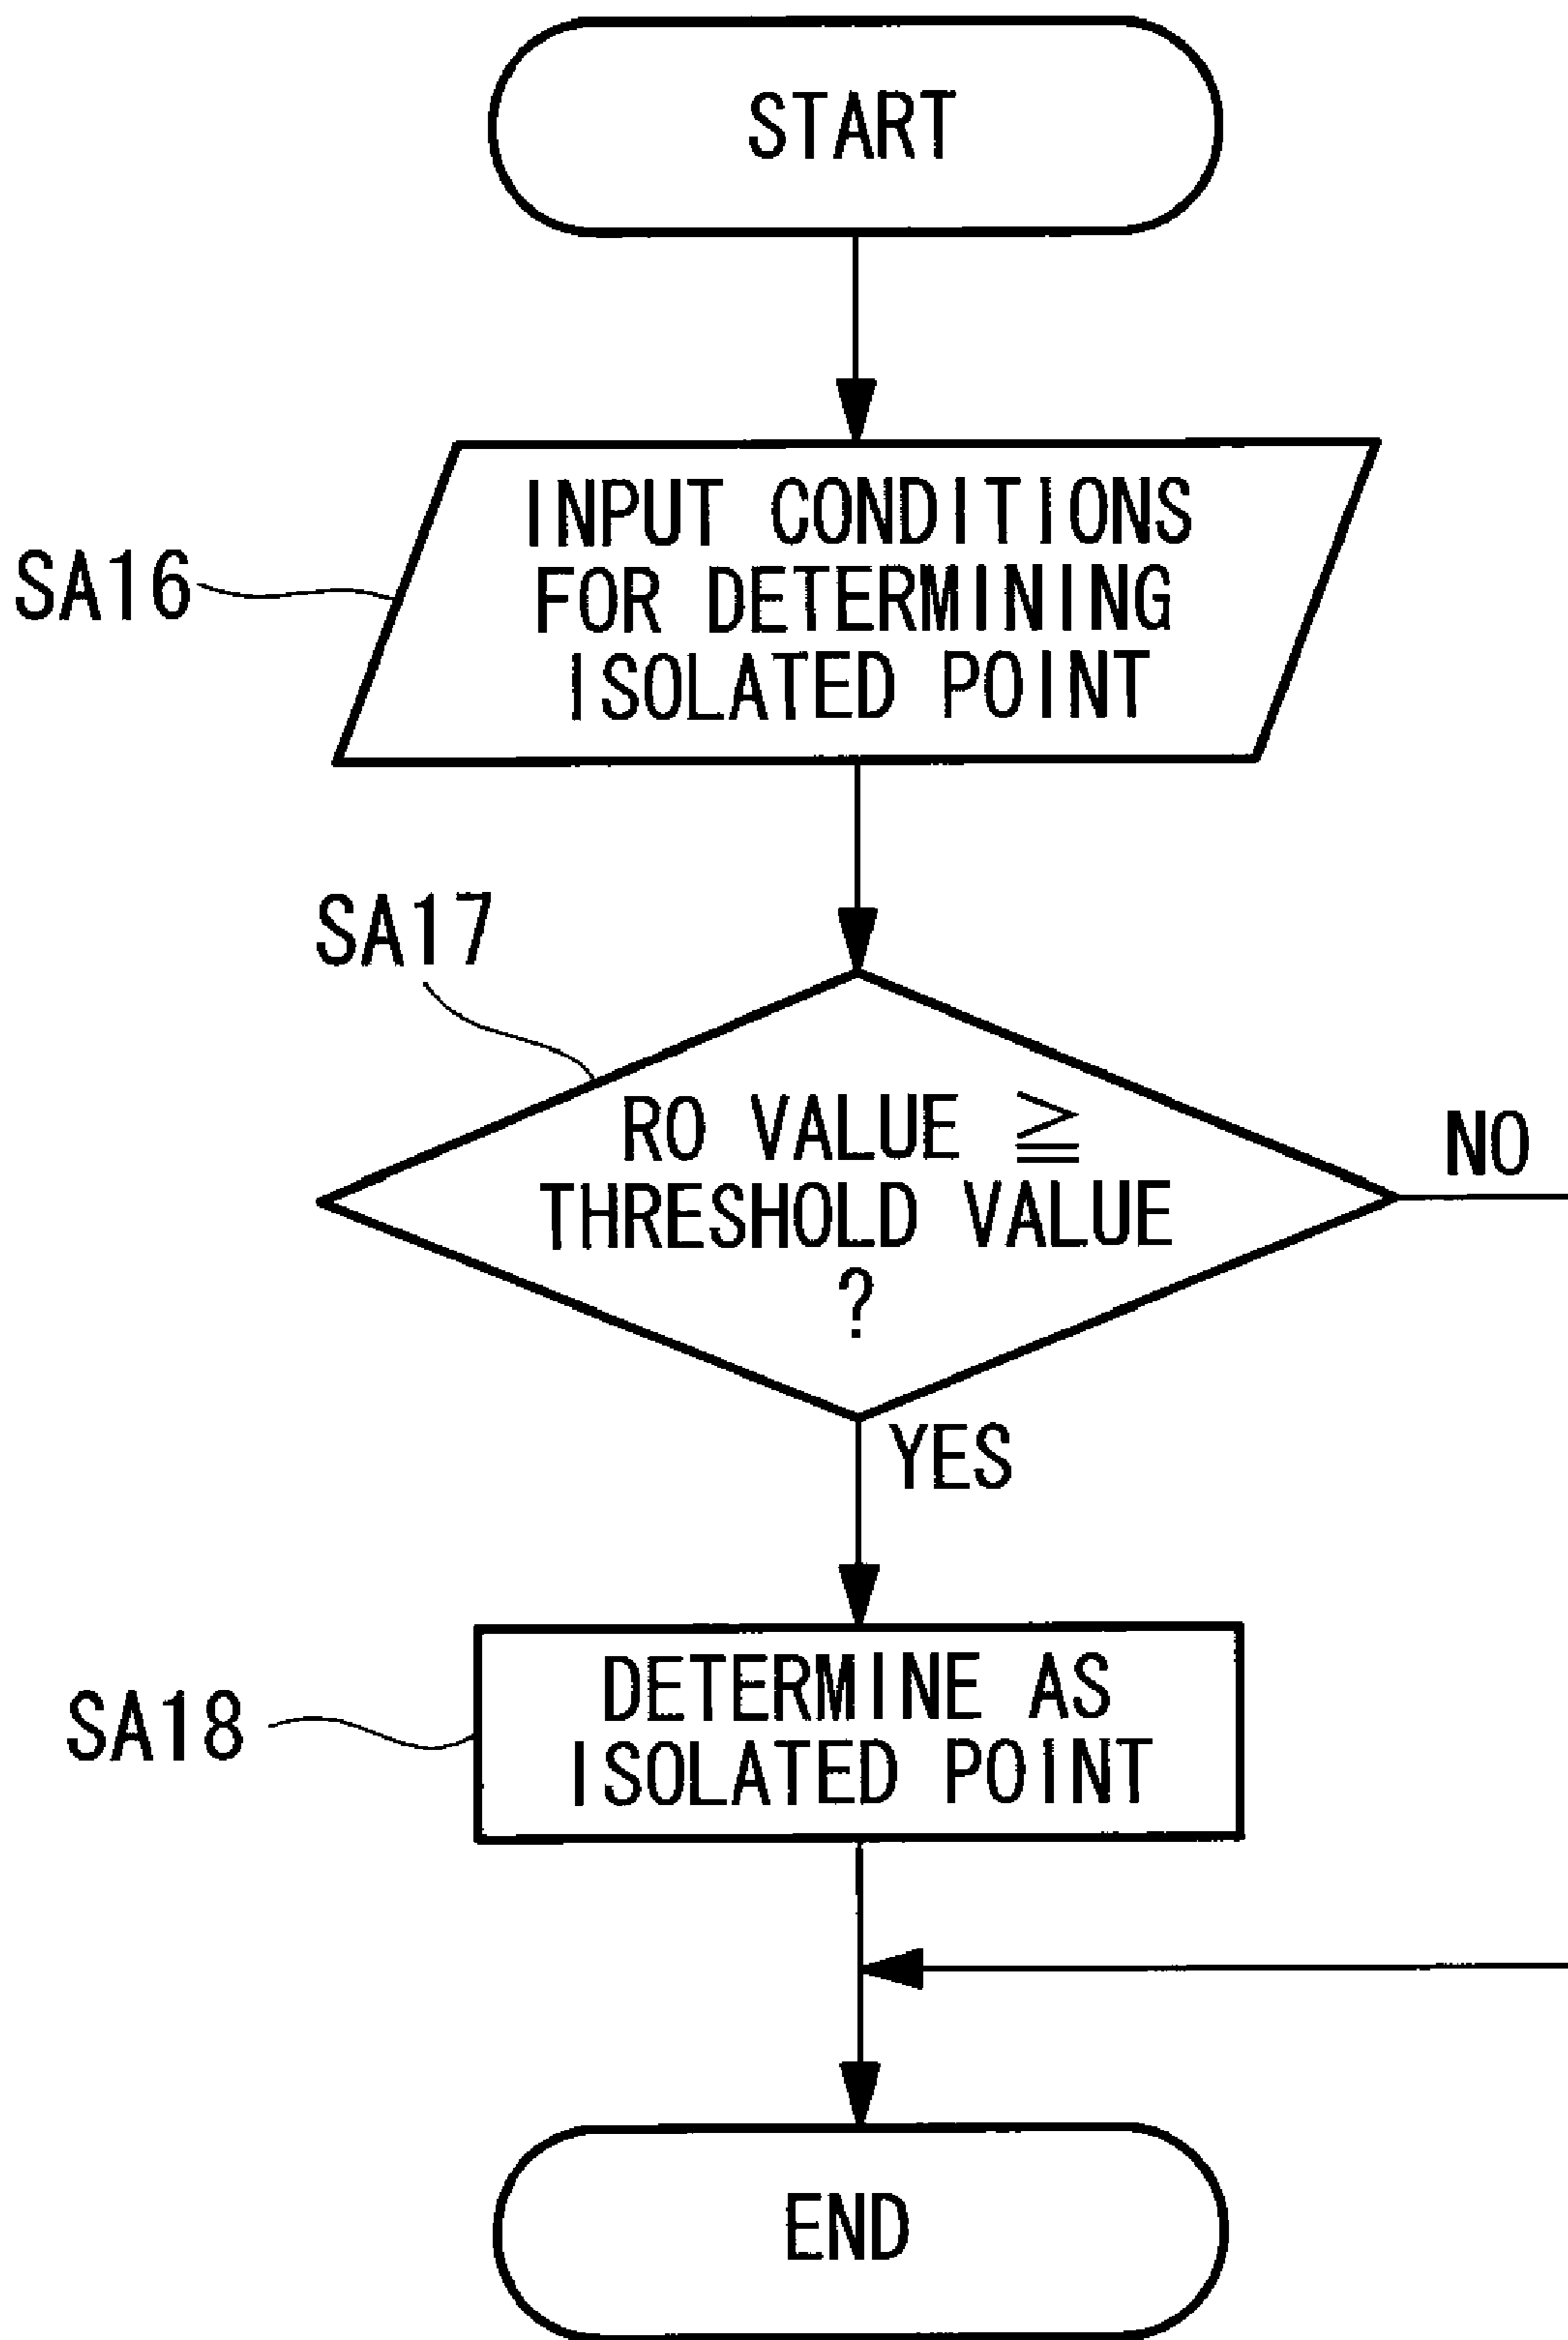 START
INPUT CONDITIONS
FOR DETERMINING
ISOLATED POINT
SA16
SA17
RO VALUE ≧
THRESHOLD VALUE
?
NO
YES
DETERMINE AS
ISOLATED POINT
SA18
END